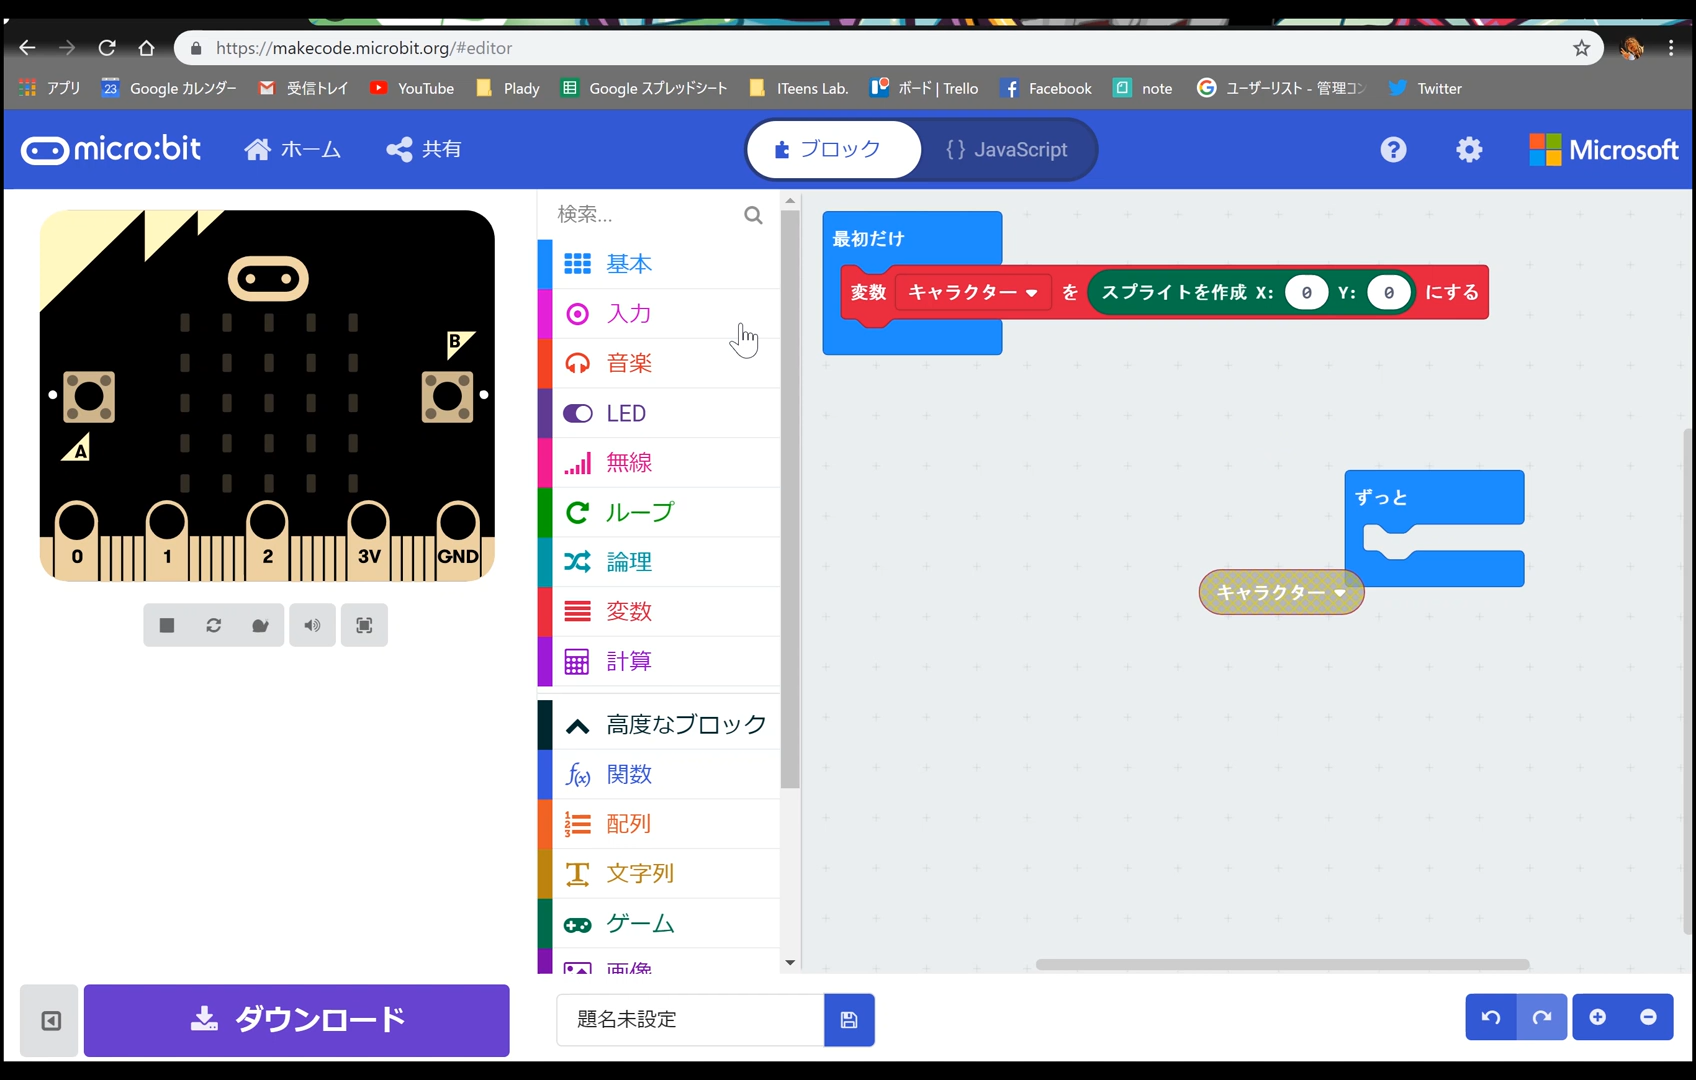 https://makecode.microbit.org/#editor
アプリ
23
Google カレンダー
受信トレイ
YouTube
Plady
Google スプレッドシート
ITeens Lab.
ボード | Trello
Facebook
note
ユーザーリスト - 管理コン
Twitter
micro:bit
ホーム
共有
ブロック
{} JavaScript
Microsoft
検索...
基本
入力
音楽
LED
無線
ループ
論理
変数
計算
高度なブロック
f(x) 関数
配列
文字列
ゲーム
画像
B
A
0 1 2 3V GND
最初だけ
変数 キャラクター を スプライトを作成 X: 0 Y: 0 にする
ずっと
キャラクター
ダウンロード
題名未設定